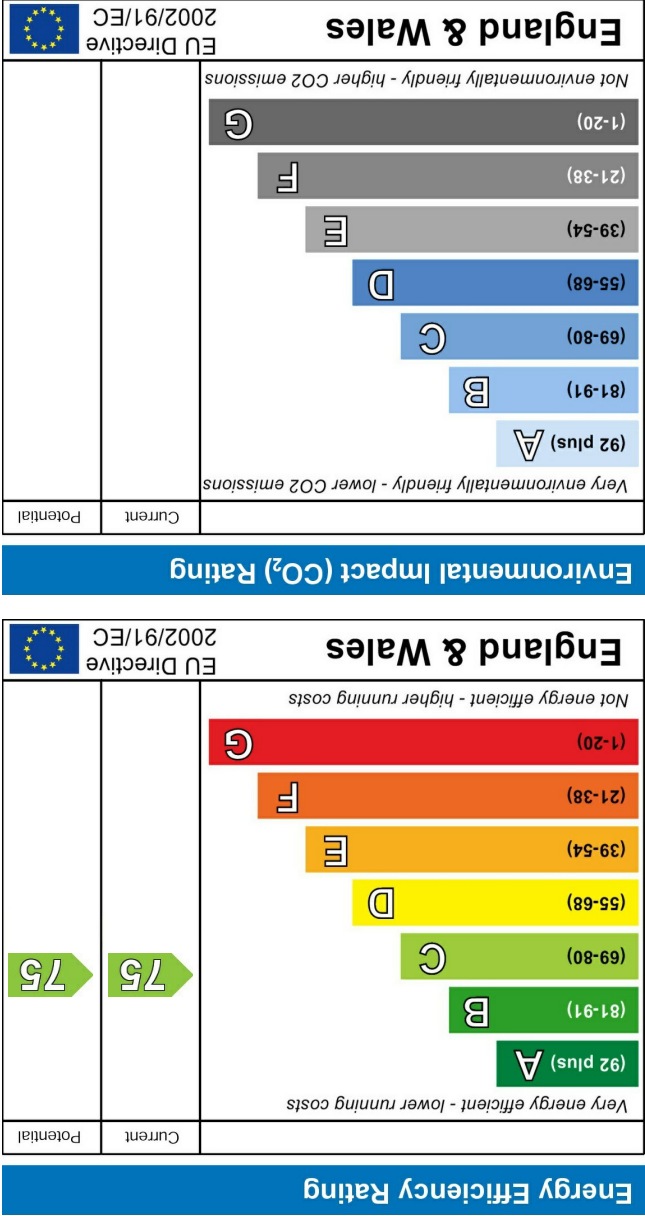 Energy Efficiency Rating
Current
Potential
Very energy efficient - lower running costs
(92 plus) A
(81-91) B
(69-80) C
75
75
(55-68) D
(39-54) E
(21-38) F
(1-20) G
Not energy efficient - higher running costs
England & Wales
EU Directive
2002/91/EC
Environmental Impact (CO₂) Rating
Current
Potential
Very environmentally friendly - lower CO2 emissions
(92 plus) A
(81-91) B
(69-80) C
(55-68) D
(39-54) E
(21-38) F
(1-20) G
Not environmentally friendly - higher CO2 emissions
England & Wales
EU Directive
2002/91/EC